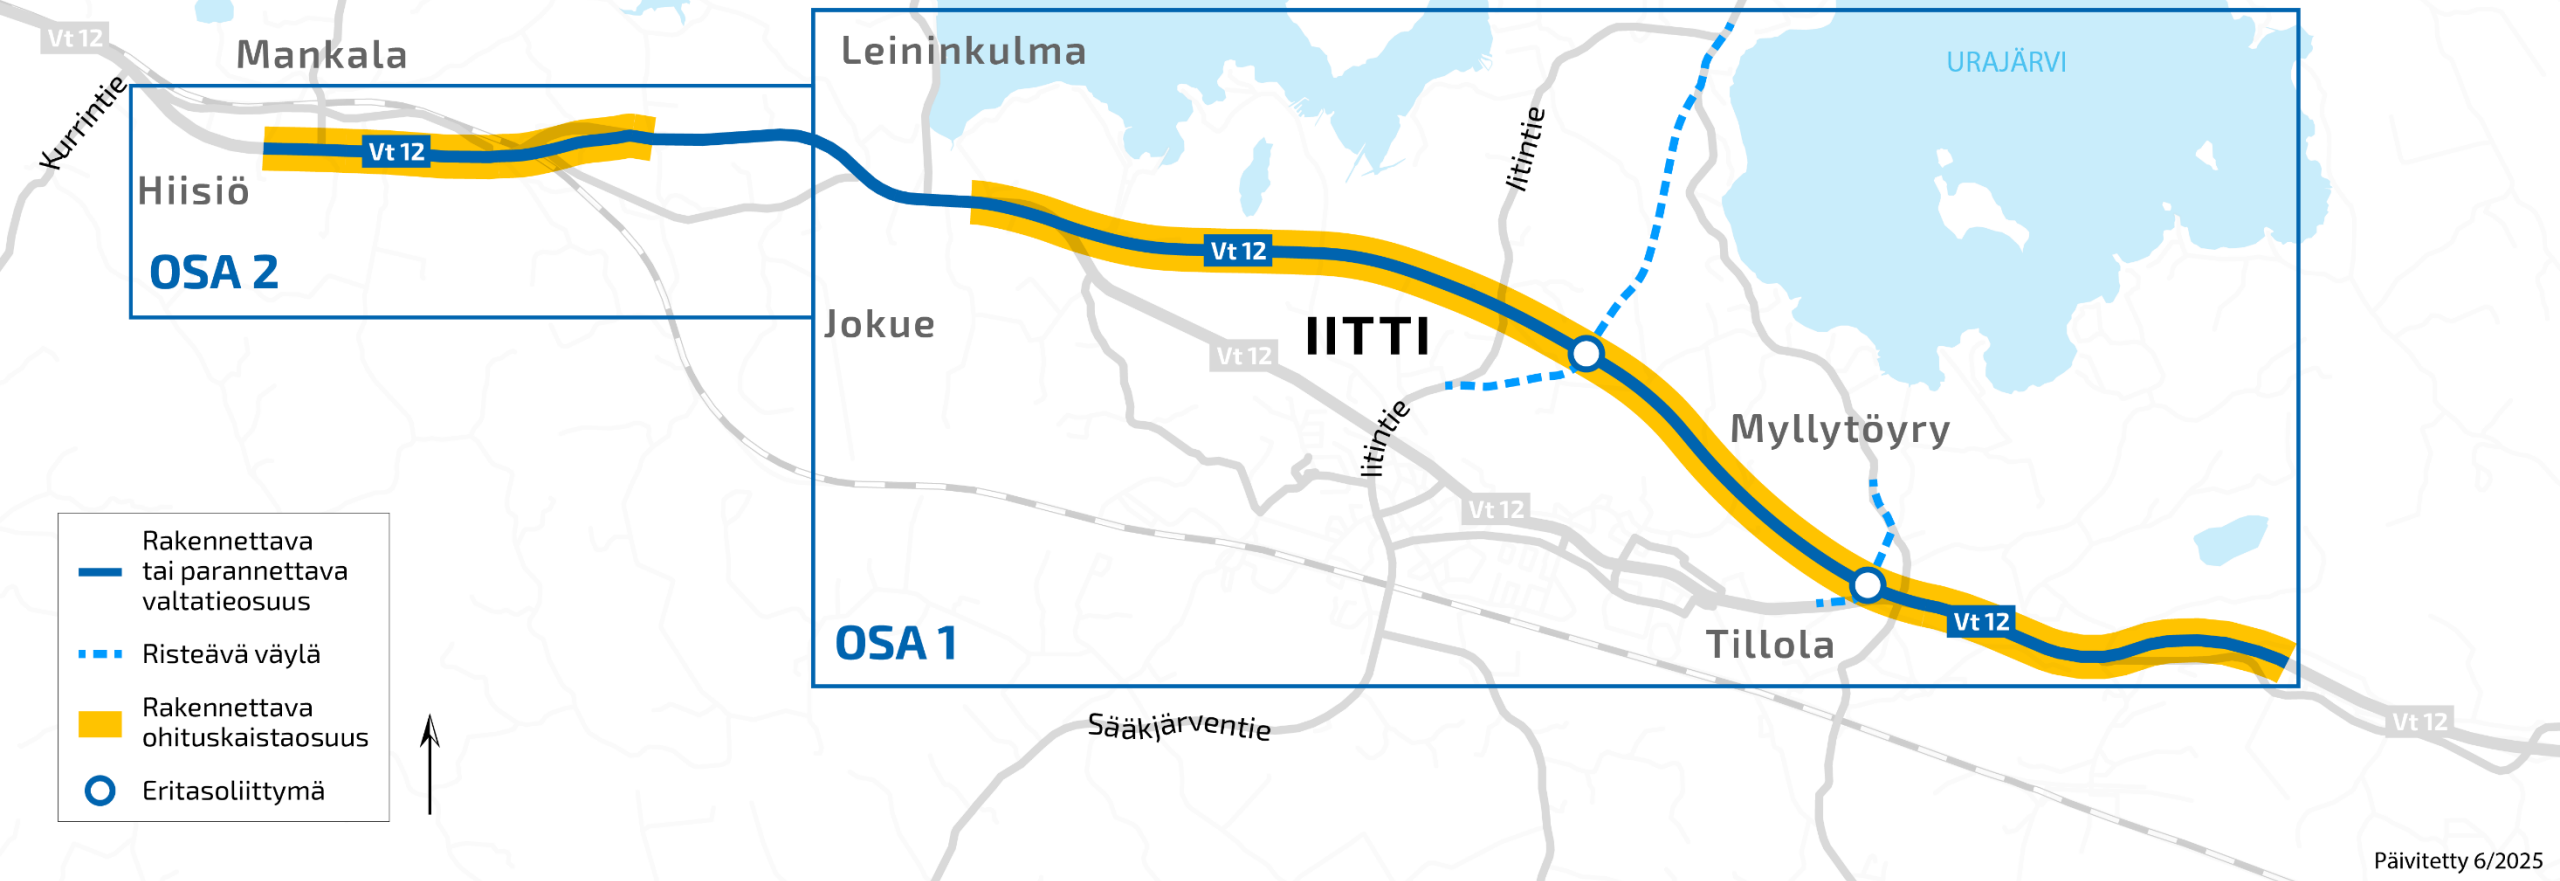 Vt 12
Mankala
Leininkulma
URAJÄRVI
Kurrintie
Iitintie
Vt 12
Hiisiö
Vt 12
OSA 2
Jokue
IITTI
Vt 12
Iitintie
Myllytöyry
Vt 12
Rakennettava
tai parannettava
valtatieosuus
Risteävä väylä
Rakennettava
ohituskaistaosuus
Eritasoliittymä
OSA 1
Tillola
Vt 12
Sääkjärventie
Vt 12
Päivitetty 6/2025